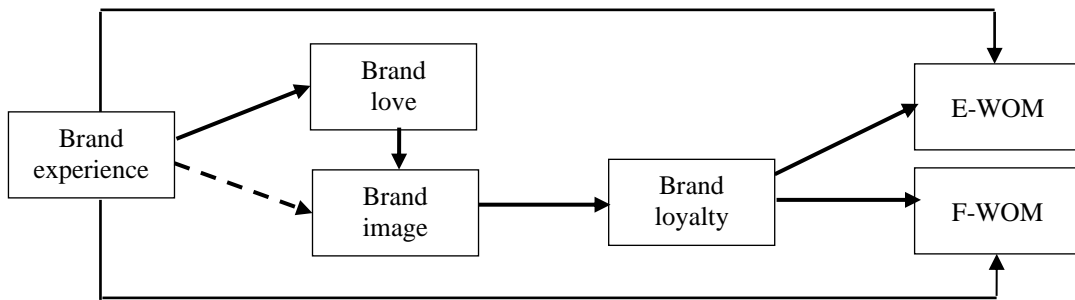 Brand
love
E-WOM
Brand
experience
Brand
image
Brand
loyalty
F-WOM